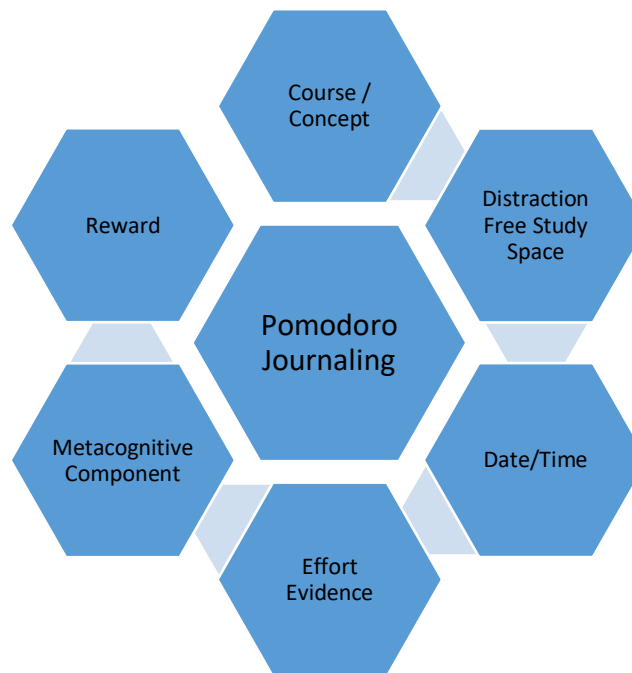 Course /
Concept
Distraction
Free Study
Space
Date/Time
Effort
Evidence
Metacognitive
Component
Reward
Pomodoro
Journaling